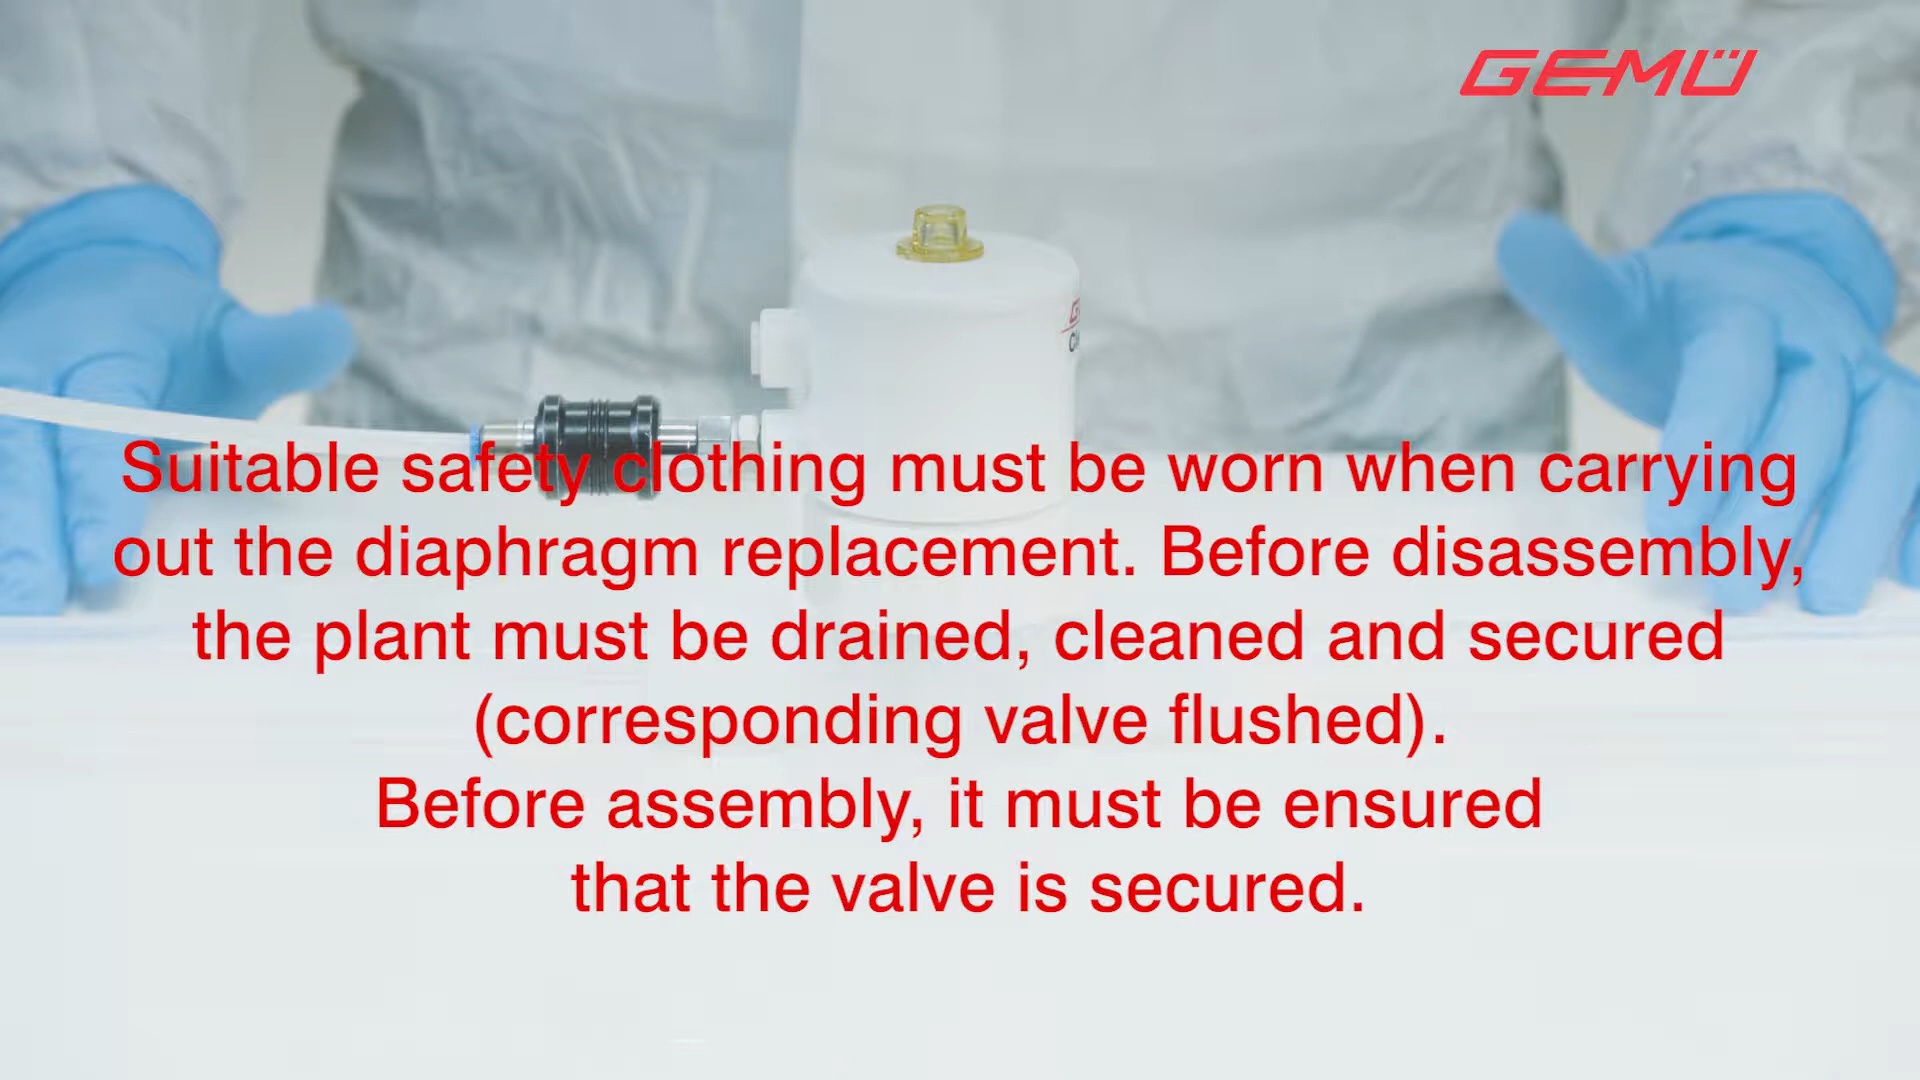 GEMÜ
Suitable safety clothing must be worn when carrying
out the diaphragm replacement. Before disassembly,
the plant must be drained, cleaned and secured
(corresponding valve flushed).
Before assembly, it must be ensured
that the valve is secured.